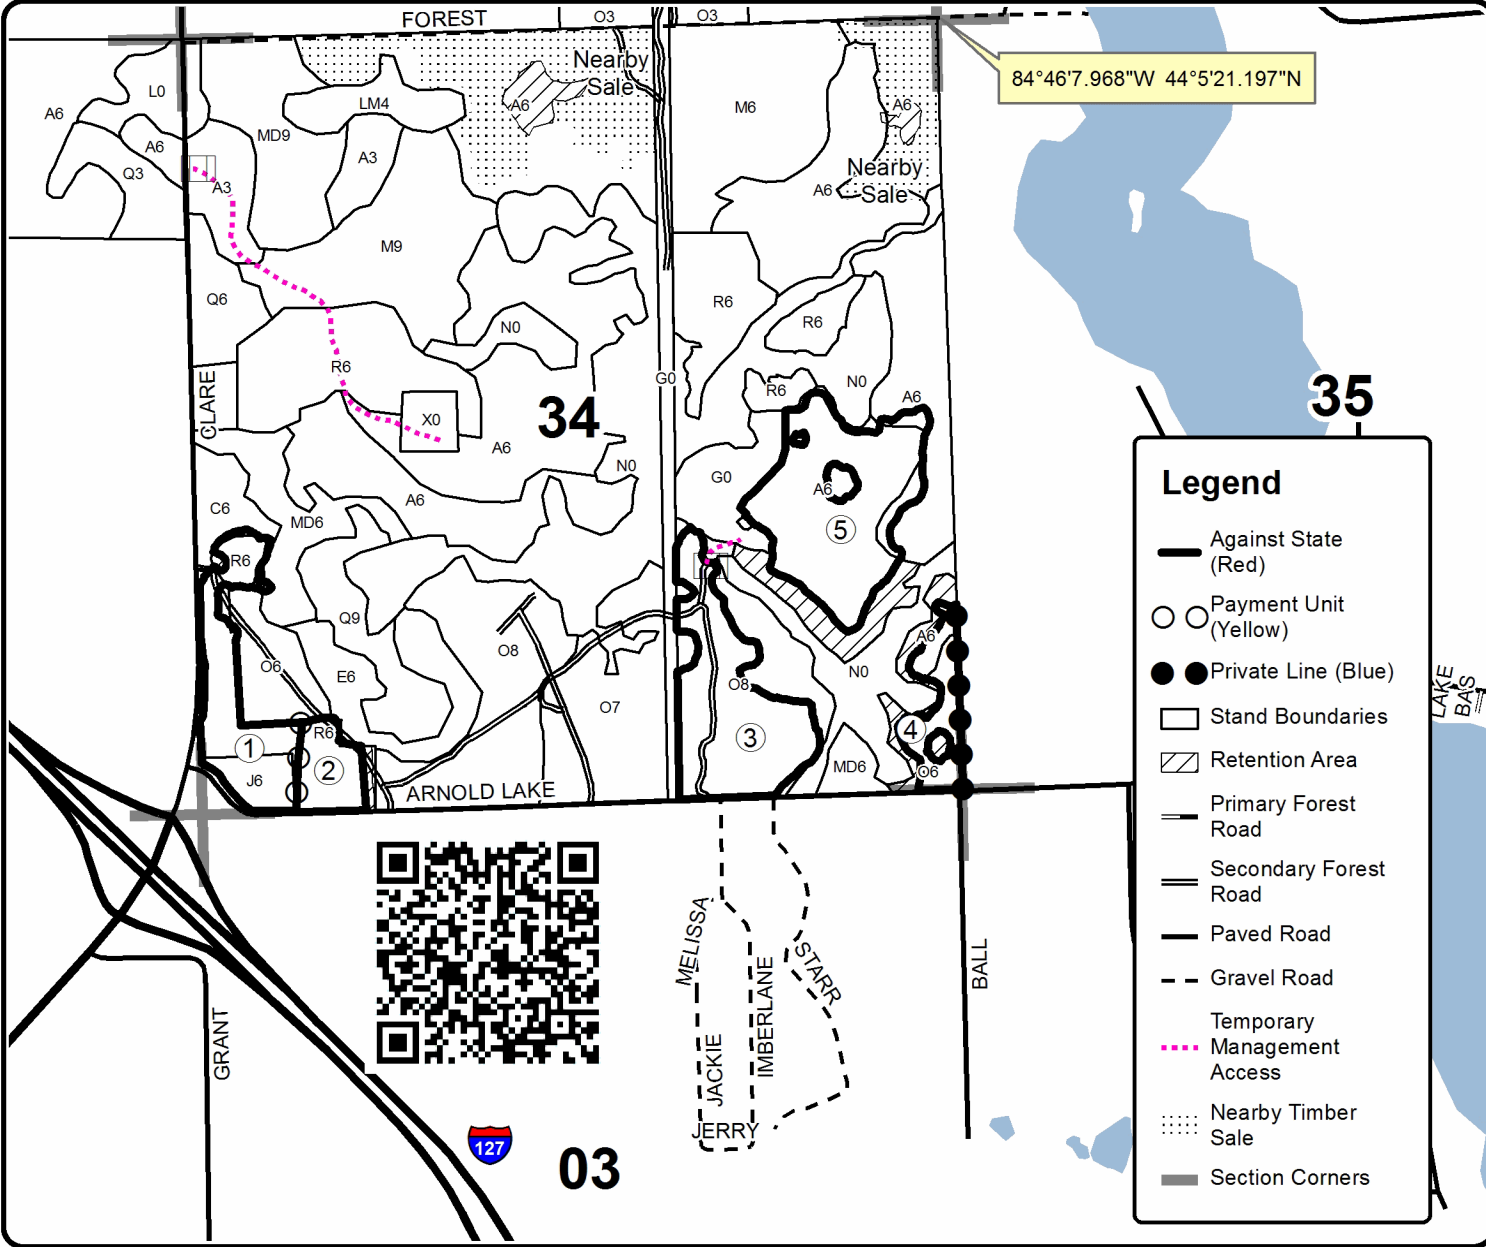 FOREST
O3
O3
Nearby
Sale
84°46'7.968"W 44°5'21.197"N
L0
A6
LM4
A6
M6
A6
MD9
A6
A3
Q3
A3
Nearby
Sale
A6
M9
Q6
R6
R6
N0
R6
G0
N0
R6
A6
CLARE
X0
34
35
A6
N0
G0
A6
A6
C6
MD6
5
R6
Q9
A6
O8
O6
E6
N0
O8
O7
R6
1
2
3
4
J6
MD6
O6
ARNOLD LAKE
LAKE
BAS
MELISSA
STARR
IMBERLANE
JACKIE
JERRY
BALL
GRANT
127
03
Legend
Against State
(Red)
Payment Unit
(Yellow)
Private Line (Blue)
Stand Boundaries
Retention Area
Primary Forest
Road
Secondary Forest
Road
Paved Road
Gravel Road
Temporary
Management
Access
Nearby Timber
Sale
Section Corners